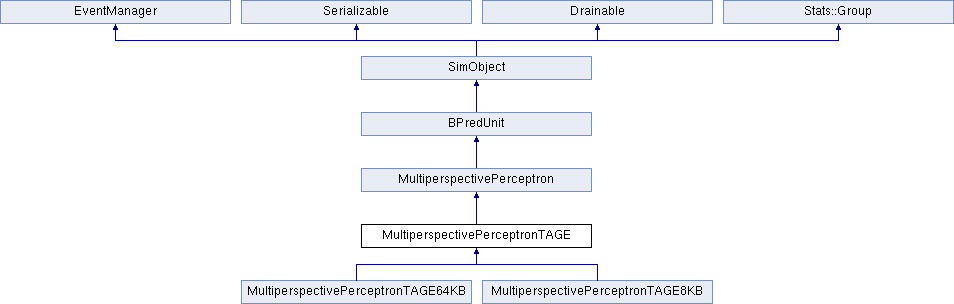 EventManager
Serializable
Drainable
Stats::Group
SimObject
BPredUnit
MultiperspectivePerceptron
MultiperspectivePerceptronTAGE
MultiperspectivePerceptronTAGE64KB
MultiperspectivePerceptronTAGE8KB